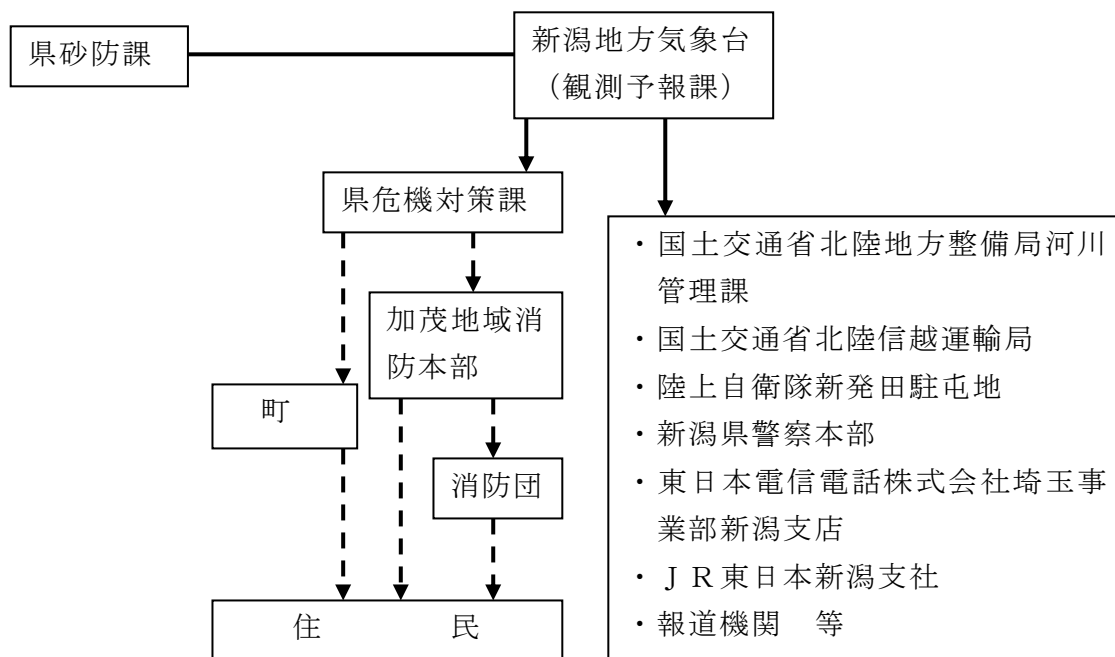 県砂防課
新潟地方気象台
（観測予報課）
県危機対策課
加茂地域消
防本部
町
消防団
住　民
・国土交通省北陸地方整備局河川
管理課
・国土交通省北陸信越運輸局
・陸上自衛隊新発田駐屯地
・新潟県警察本部
・東日本電信電話株式会社埼玉事
業部新潟支店
・ＪＲ東日本新潟支社
・報道機関　等